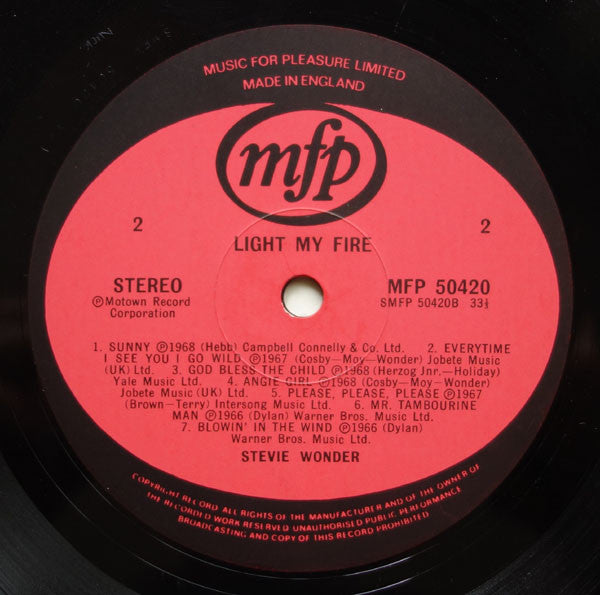 MUSIC FOR PLEASURE LIMITED
MADE IN ENGLAND
mfp
2
2
LIGHT MY FIRE
STEREO
MFP 50420
℗Motown Record
Corporation
SMFP 50420B 33⅓
1. SUNNY ℗1968 (Hebb) Campbell Connelly & Co. Ltd. 2. EVERYTIME
I SEE YOU I GO WILD ℗1967 (Cosby—Moy—Wonder) Jobete Music
(UK) Ltd. 3. GOD BLESS THE CHILD ℗1968 (Herzog Jnr.—Holiday)
Yale Music Ltd. 4. ANGIE GIRL ℗1968 (Cosby—Moy—Wonder)
Jobete Music (UK) Ltd. 5. PLEASE, PLEASE, PLEASE ℗1967
(Brown—Terry) Intersong Music Ltd. 6. MR. TAMBOURINE
MAN ℗1966 (Dylan) Warner Bros. Music Ltd.
7. BLOWIN' IN THE WIND ℗1966 (Dylan)
Warner Bros. Music Ltd.
STEVIE WONDER
COPYRIGHT RECORD. ALL RIGHTS OF THE MANUFACTURER AND OF THE OWNER OF
THE RECORDED WORK RESERVED UNAUTHORISED PUBLIC PERFORMANCE
BROADCASTING AND COPY OF THIS RECORD PROHIBITED